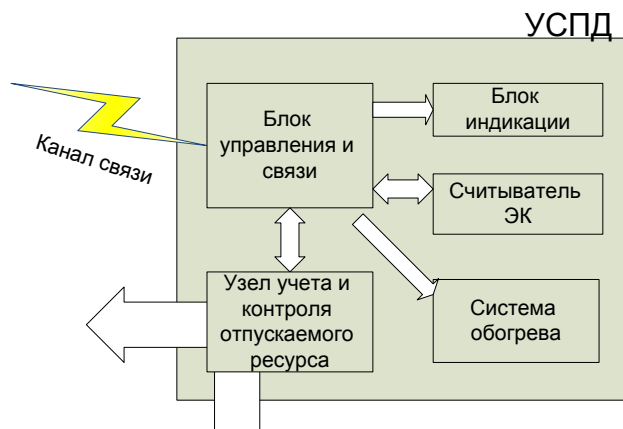 УСПД
Блок
управления и
связи
Блок
индикации
Канал связи
Считыватель
ЭК
Узел учета и
контроля
отпускаемого
ресурса
Система
обогрева